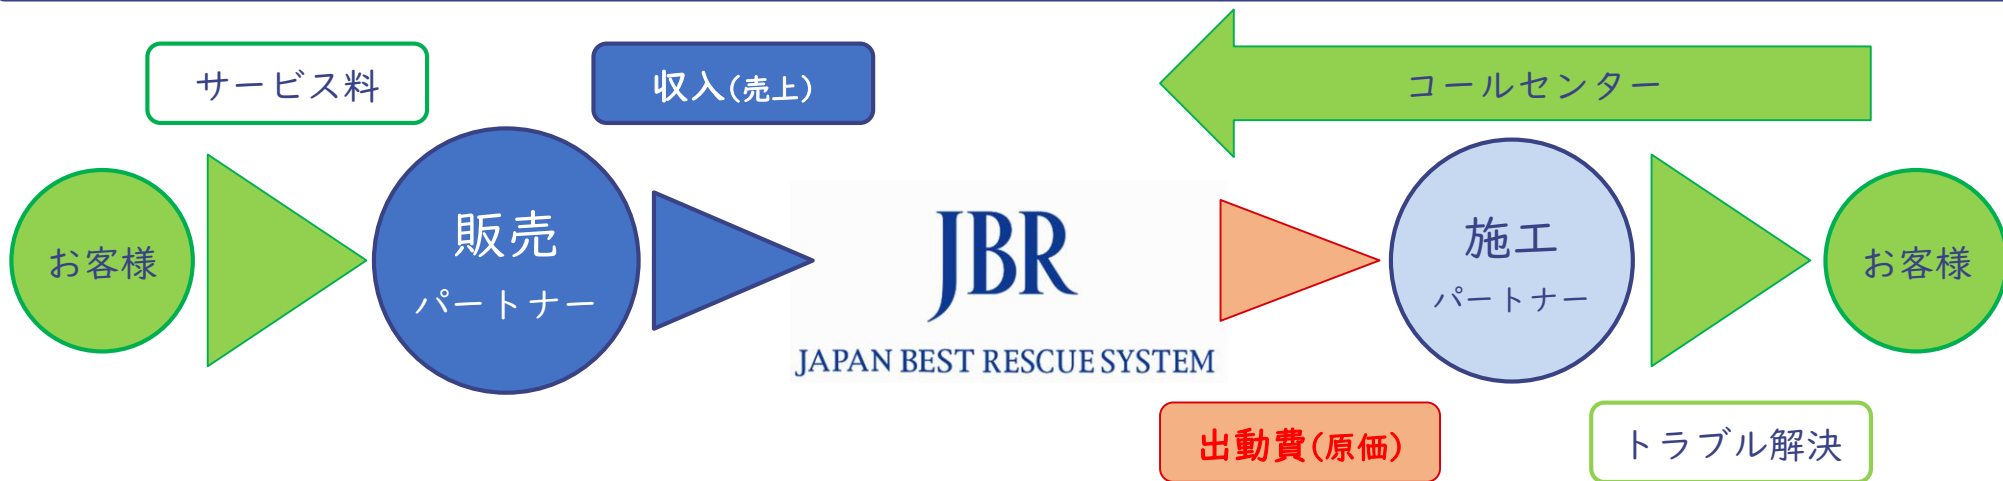 サービス料
収入(売上)
コールセンター
お客様
販売
パートナー
JBR
JAPAN BEST RESCUE SYSTEM
施工
パートナー
お客様
出動費(原価)
トラブル解決